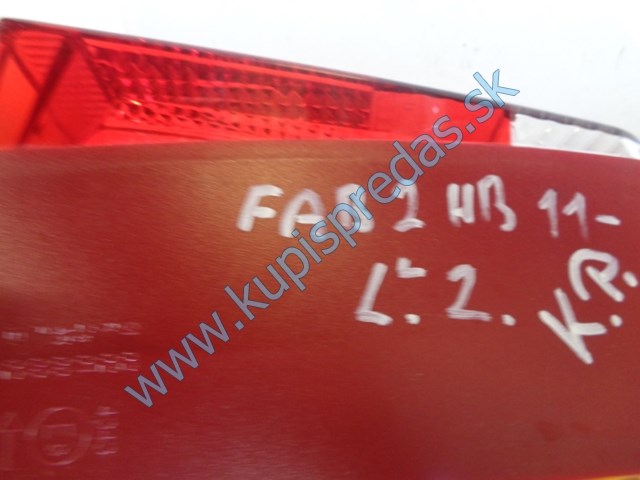 FAB 2 HB 11-
Ľ. 2.
K.P.
www.kupispredas.sk